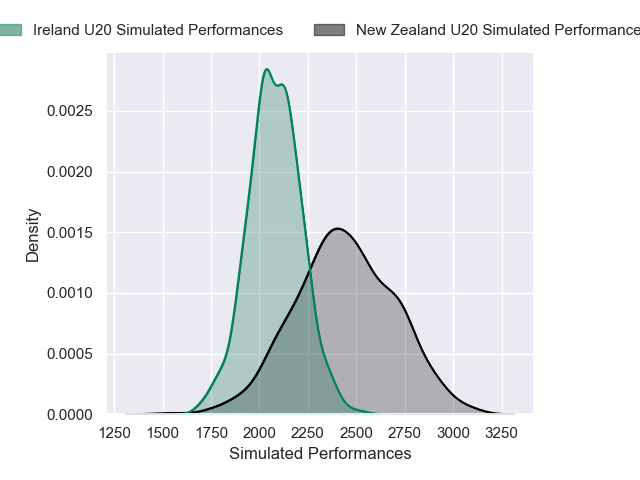 Ireland U20 Simulated Performances
New Zealand U20 Simulated Performance
0.0025
0.0020
0.0015
0.0010
0.0005
0.0000
Density
1250 1500 1750 2000 2250 2500 2750 3000 3250
Simulated Performances